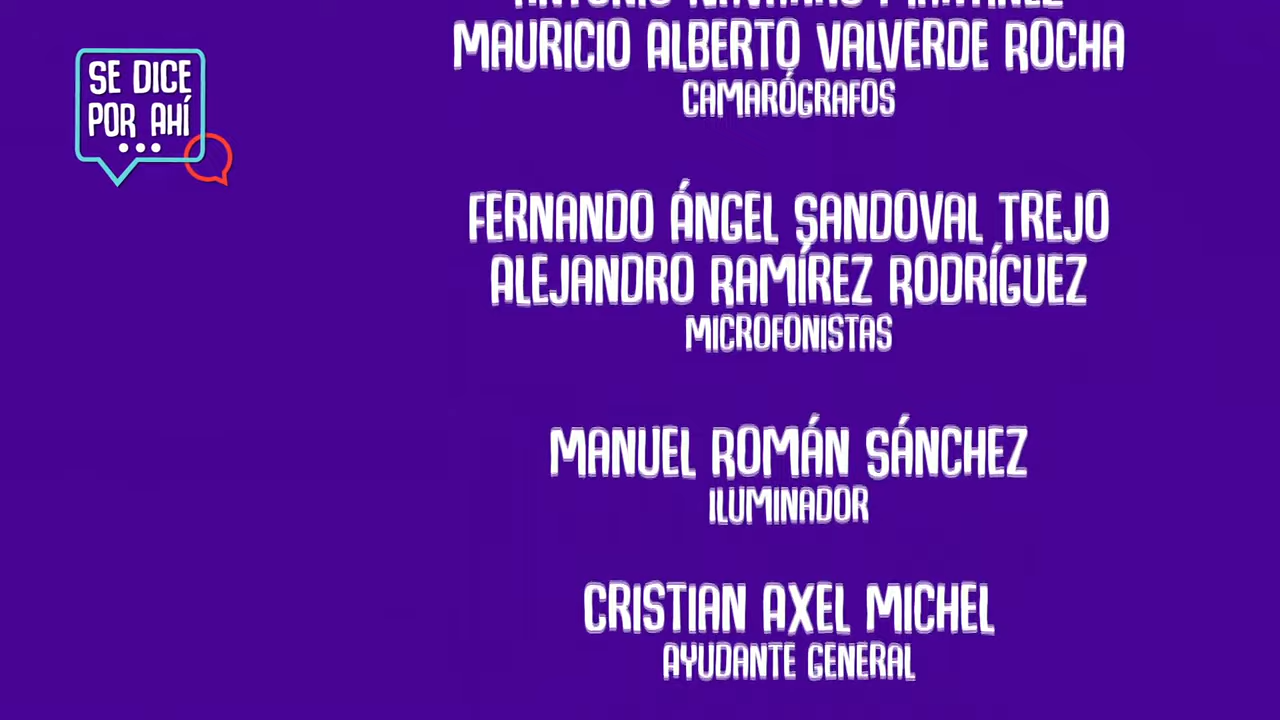 SE DICE
POR AHÍ
...
MAURICIO ALBERTO VALVERDE ROCHA
CAMARÓGRAFOS
FERNANDO ÁNGEL SANDOVAL TREJO
ALEJANDRO RAMÍREZ RODRÍGUEZ
MICROFONISTAS
MANUEL ROMÁN SÁNCHEZ
ILUMINADOR
CRISTIAN AXEL MICHEL
AYUDANTE GENERAL